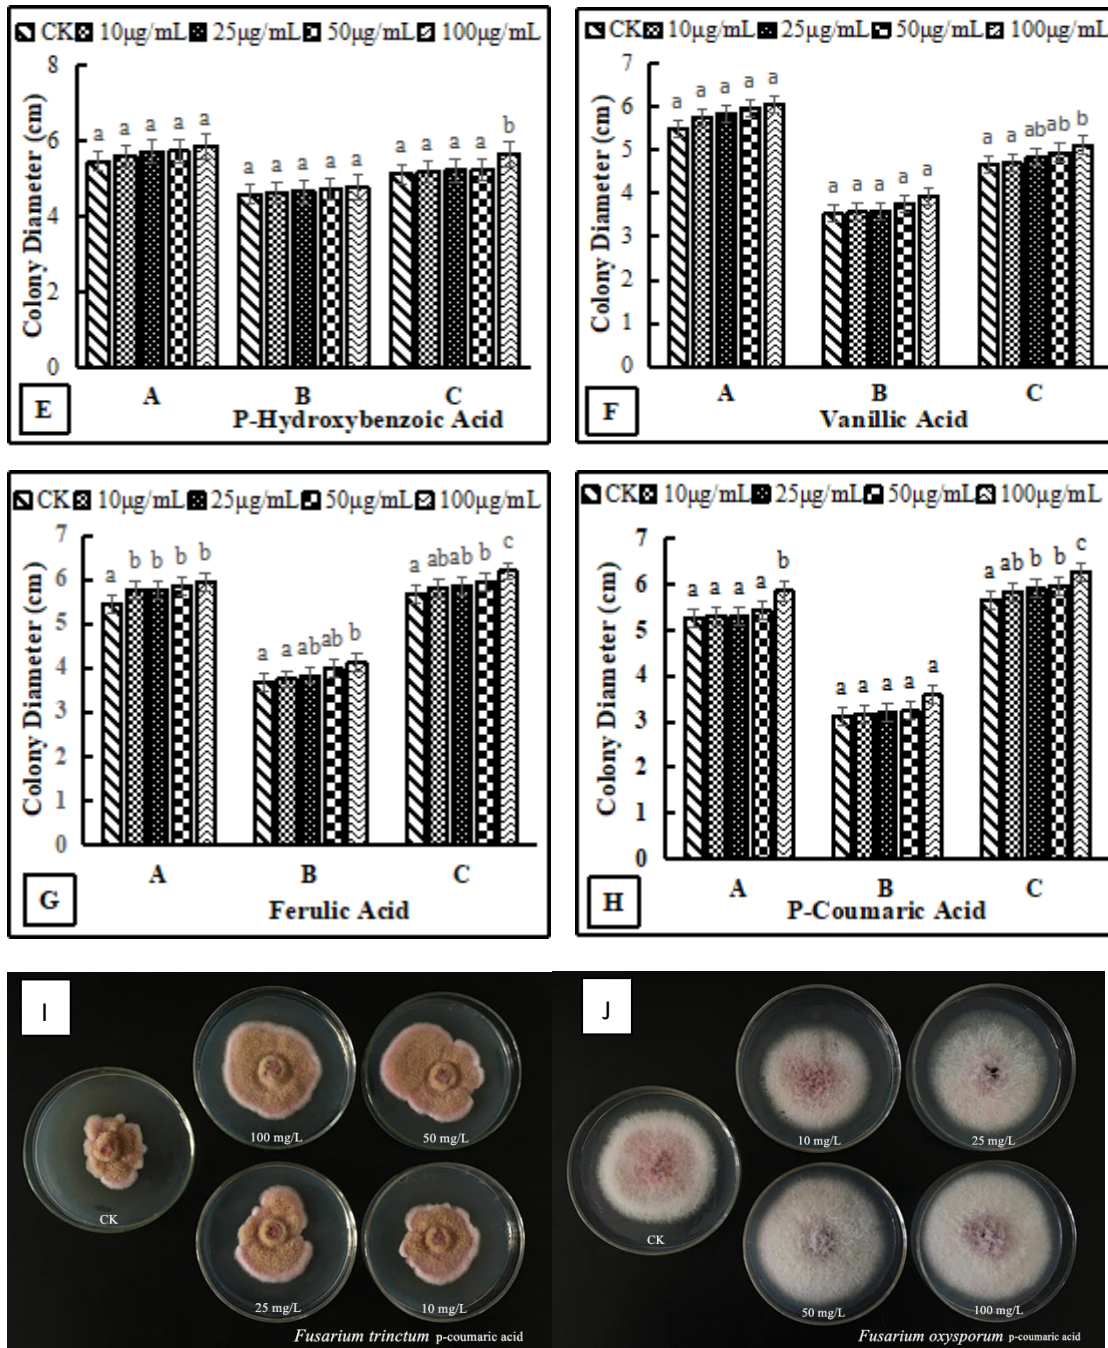 CK 10µg/mL 25µg/mL 50µg/mL 100µg/mL
8
6
4
2
0
Colony Diameter (cm)
a a a a a
a a a a a
a a a a b
A B C
E
P-Hydroxybenzoic Acid
CK 10µg/mL 25µg/mL 50µg/mL 100µg/mL
7
6
5
4
3
2
1
0
Colony Diameter (cm)
a a a a a
a a a a a
a a ab ab b
A B C
F
Vanillic Acid
CK 10µg/mL 25µg/mL 50µg/mL 100µg/mL
7
6
5
4
3
2
1
0
Colony Diameter (cm)
a b b b b
a a ab ab b
a ab ab b c
A B C
G
Ferulic Acid
CK 10µg/mL 25µg/mL 50µg/mL 100µg/mL
7
6
5
4
3
2
1
0
Colony Diameter (cm)
a a a a b
a a a a a
a ab b b c
A B C
H
P-Coumaric Acid
I
100 mg/L
50 mg/L
CK
25 mg/L
10 mg/L
Fusarium trinctum p-coumaric acid
J
10 mg/L
25 mg/L
CK
50 mg/L
100 mg/L
Fusarium oxysporum p-coumaric acid